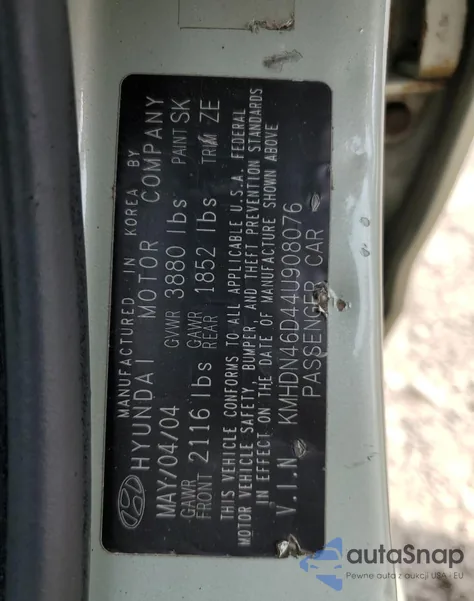 MANUFACTURED IN KOREA BY
HYUNDAI MOTOR COMPANY
MAY/04/04 GVWR 3880 lbs PAINT SK
GAWR FRONT 2116 lbs GAWR REAR 1852 lbs TRIM ZE
THIS VEHICLE CONFORMS TO ALL APPLICABLE U.S.A. FEDERAL
MOTOR VEHICLE SAFETY, BUMPER, AND THEFT PREVENTION STANDARDS
IN EFFECT ON THE DATE OF MANUFACTURE SHOWN ABOVE
V.I.N KMHDN46D44U908076
PASSENGER CAR
autoSnap
Pewne auta z aukcji USA - EU